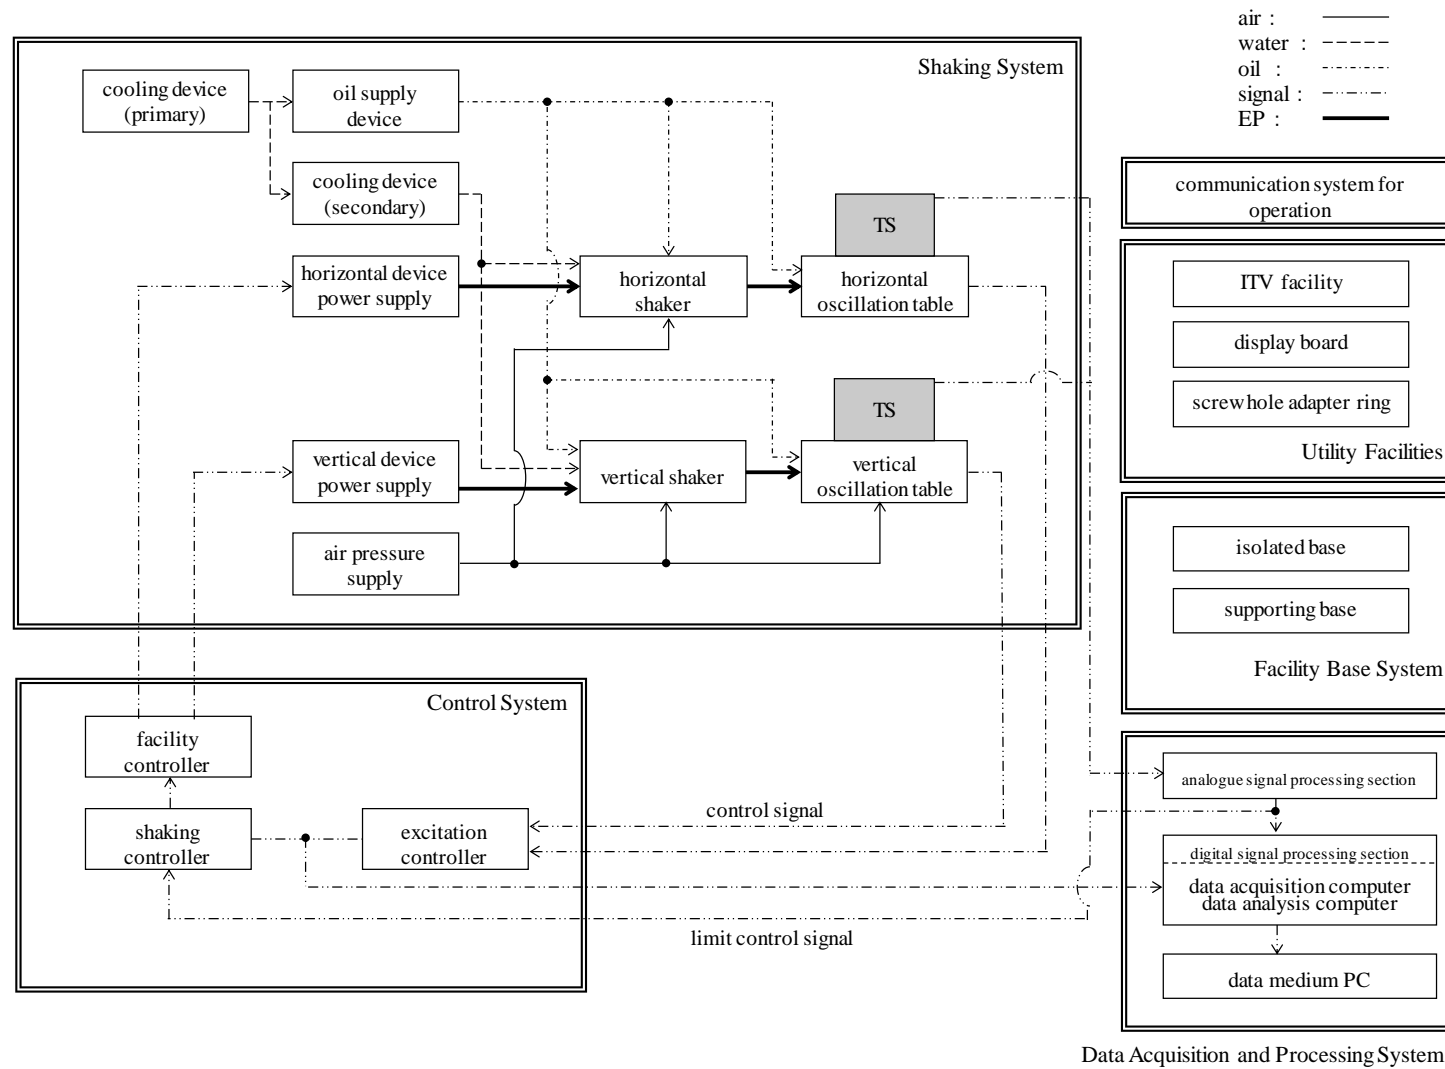 air :
water :
oil :
signal :
EP :
Shaking System
cooling device
(primary)
oil supply
device
cooling device
(secondary)
TS
horizontal device
power supply
horizontal
shaker
horizontal
oscillation table
TS
vertical device
power supply
vertical shaker
vertical
oscillation table
air pressure
supply
communication system for
operation
ITV facility
display board
screwhole adapter ring
Utility Facilities
isolated base
supporting base
Facility Base System
Control System
facility
controller
shaking
controller
excitation
controller
control signal
limit control signal
analogue signal processing section
digital signal processing section
data acquisition computer
data analysis computer
data medium PC
Data Acquisition and Processing System